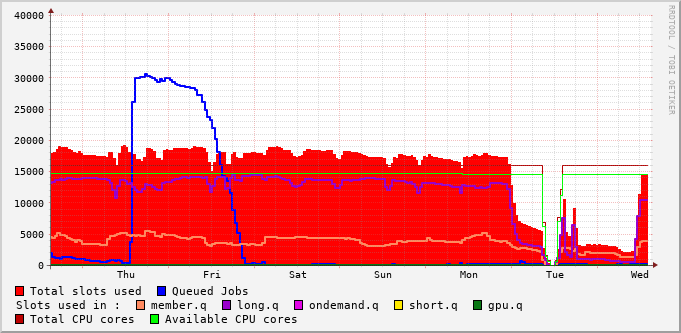 40000
35000
30000
25000
20000
15000
10000
5000
0
Thu Fri Sat Sun Mon Tue Wed
RRDTOOL / TOBI OETIKER
Total slots used Queued Jobs
Slots used in : member.q long.q ondemand.q short.q gpu.q
Total CPU cores Available CPU cores